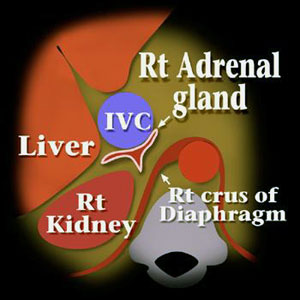 Rt Adrenal
gland
IVC
Liver
Rt
Kidney
Rt crus of
Diaphragm